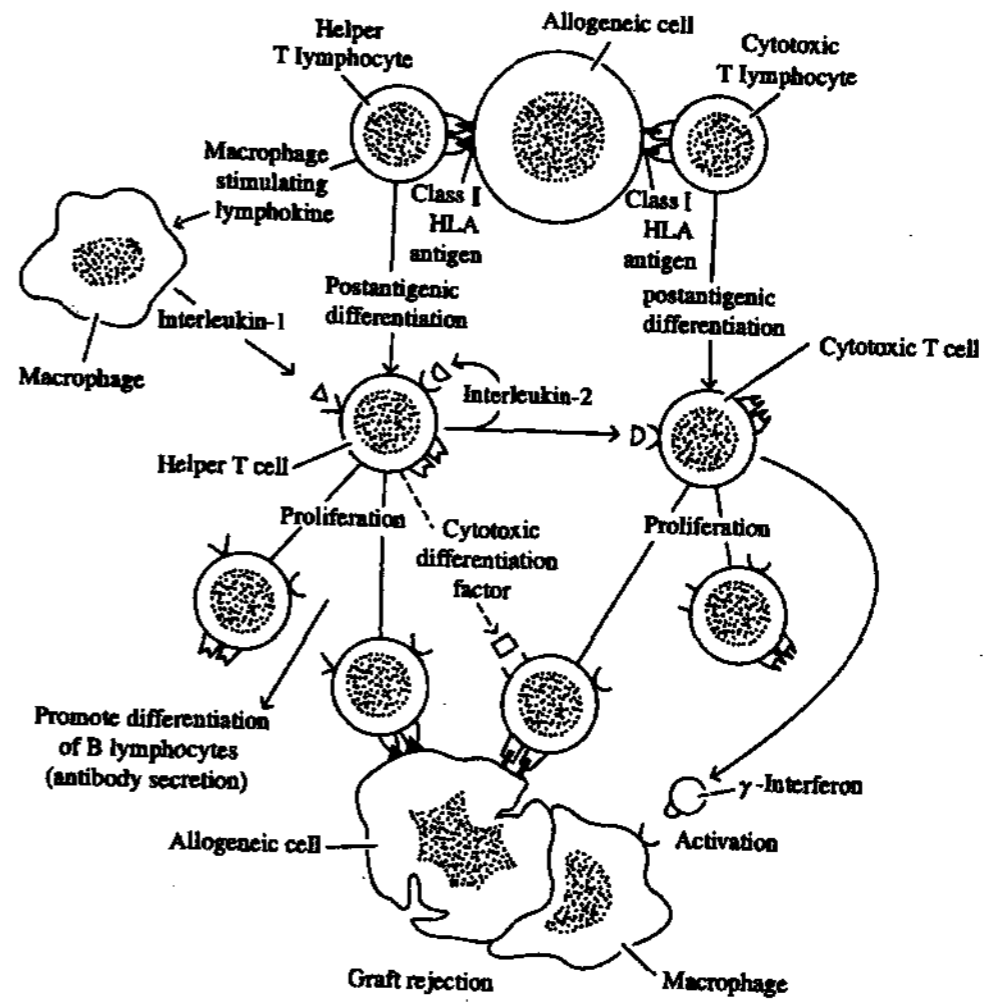 Helper
T lymphocyte
Allogeneic cell
Cytotoxic
T lymphocyte
Macrophage
stimulating
lymphokine
Class I
HLA
antigen
Class I
HLA
antigen
Postantigenic
differentiation
postantigenic
differentiation
Interleukin-1
Macrophage
Interleukin-2
Cytotoxic T cell
Helper T cell
Proliferation
Cytotoxic
differentiation
factor
Proliferation
Promote differentiation
of B lymphocytes
(antibody secretion)
γ-Interferon
Allogeneic cell
Activation
Graft rejection
Macrophage